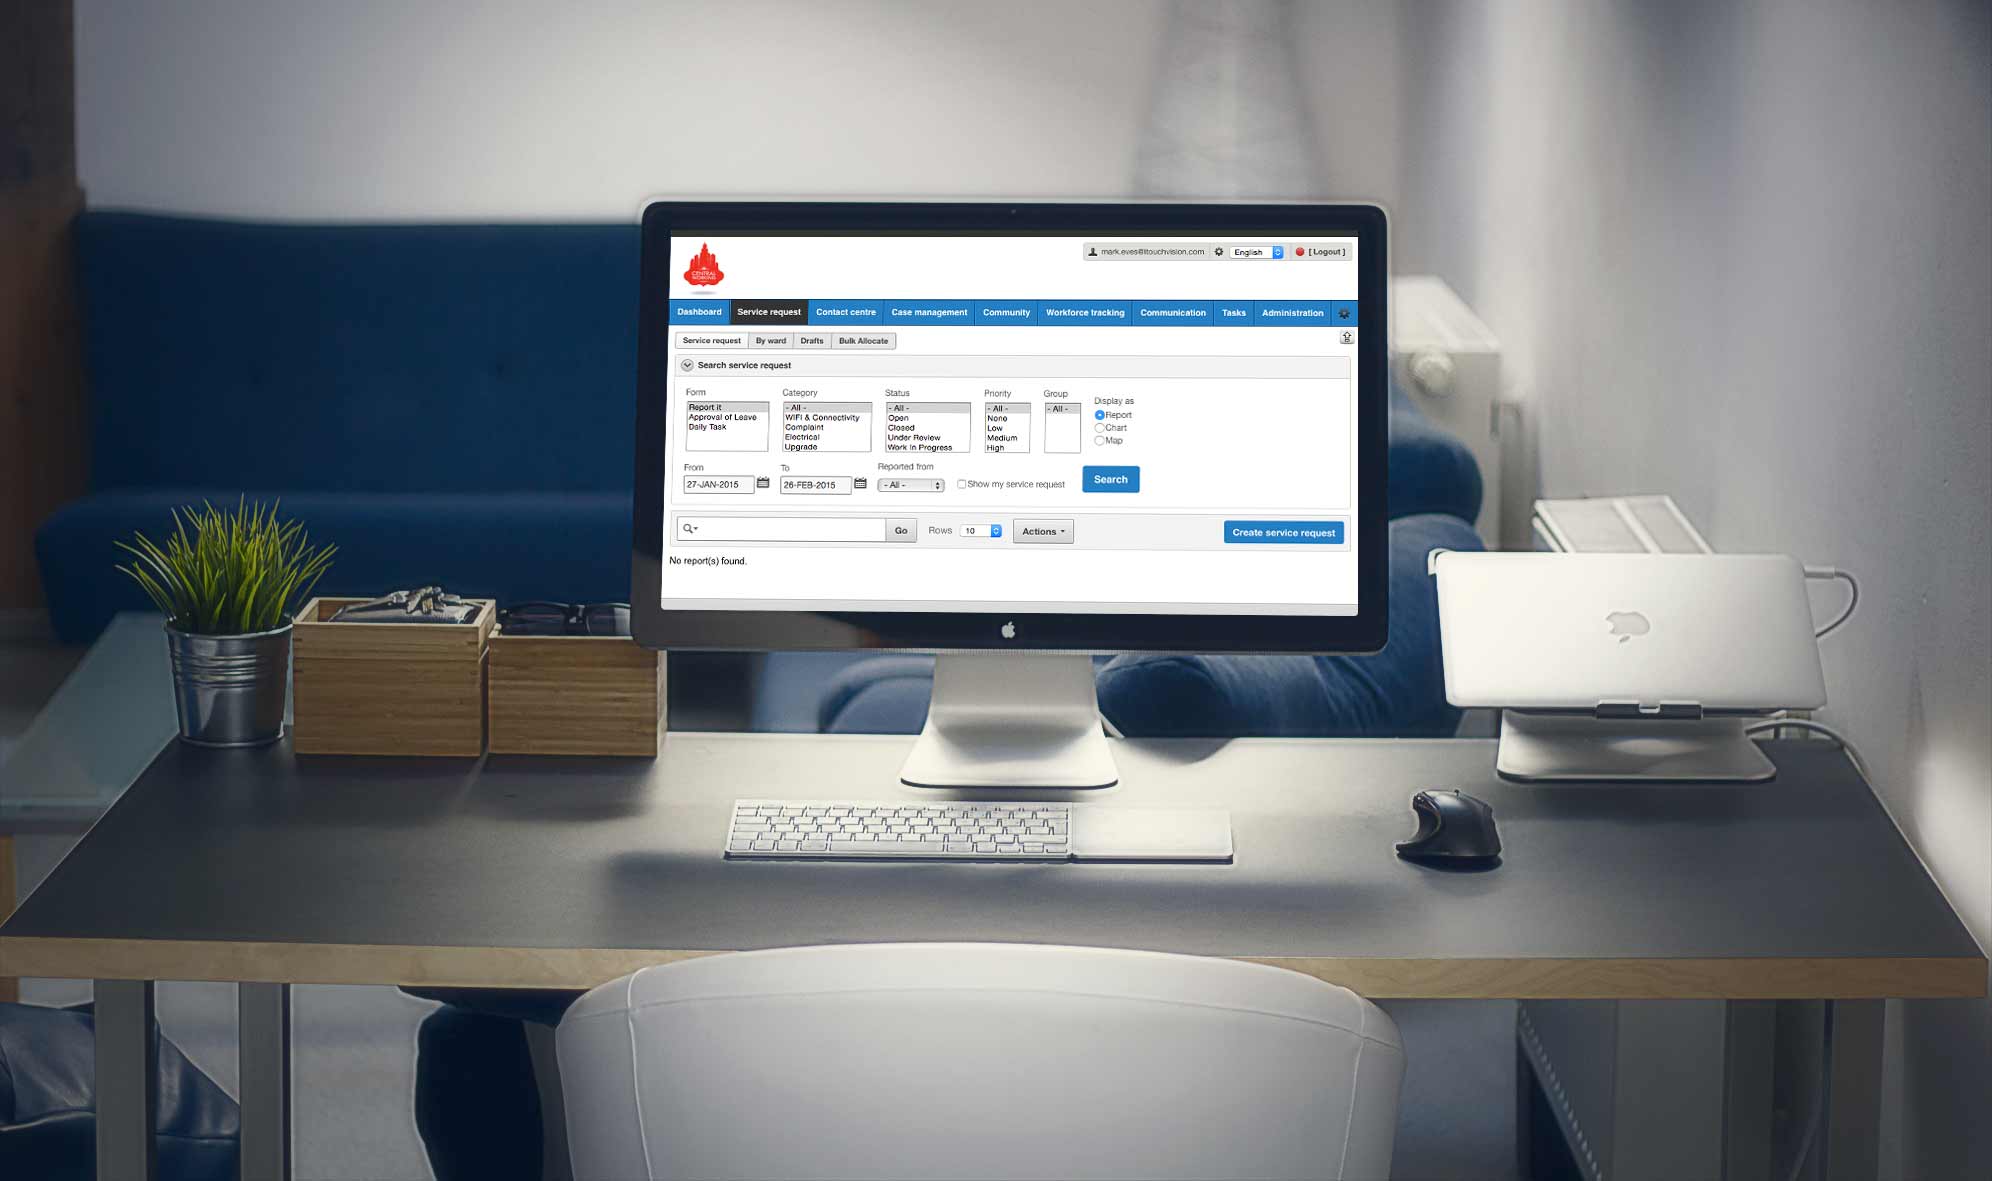 CENTRAL
WORKING
mark.eves@itouchvision.com English [ Logout ]
Dashboard Service request Contact centre Case management Community Workforce tracking Communication Tasks Administration
Service request By ward Drafts Bulk Allocate
Search service request
Form Category Status Priority Group Display as
Report it - All - - All - - All - - All - Report
Approval of Leave WIFI & Connectivity Open None Chart
Daily Task Complaint Closed Low Map
Electrical Under Review Medium
Upgrade Work In Progress High
From To Reported from
27-JAN-2015 26-FEB-2015 - All - Show my service request Search
Go Rows 10 Actions Create service request
No report(s) found.